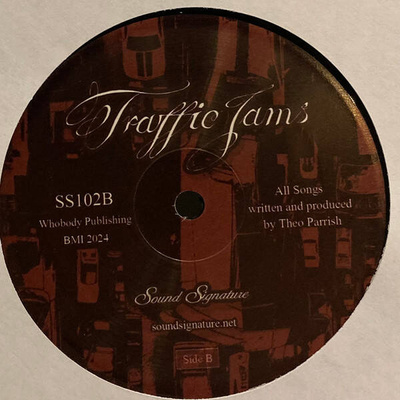 Traffic Jams
SS102B
Whobody Publishing
BMI 2024
All Songs
written and produced
by Theo Parrish
Sound Signature
soundsignature.net
Side B